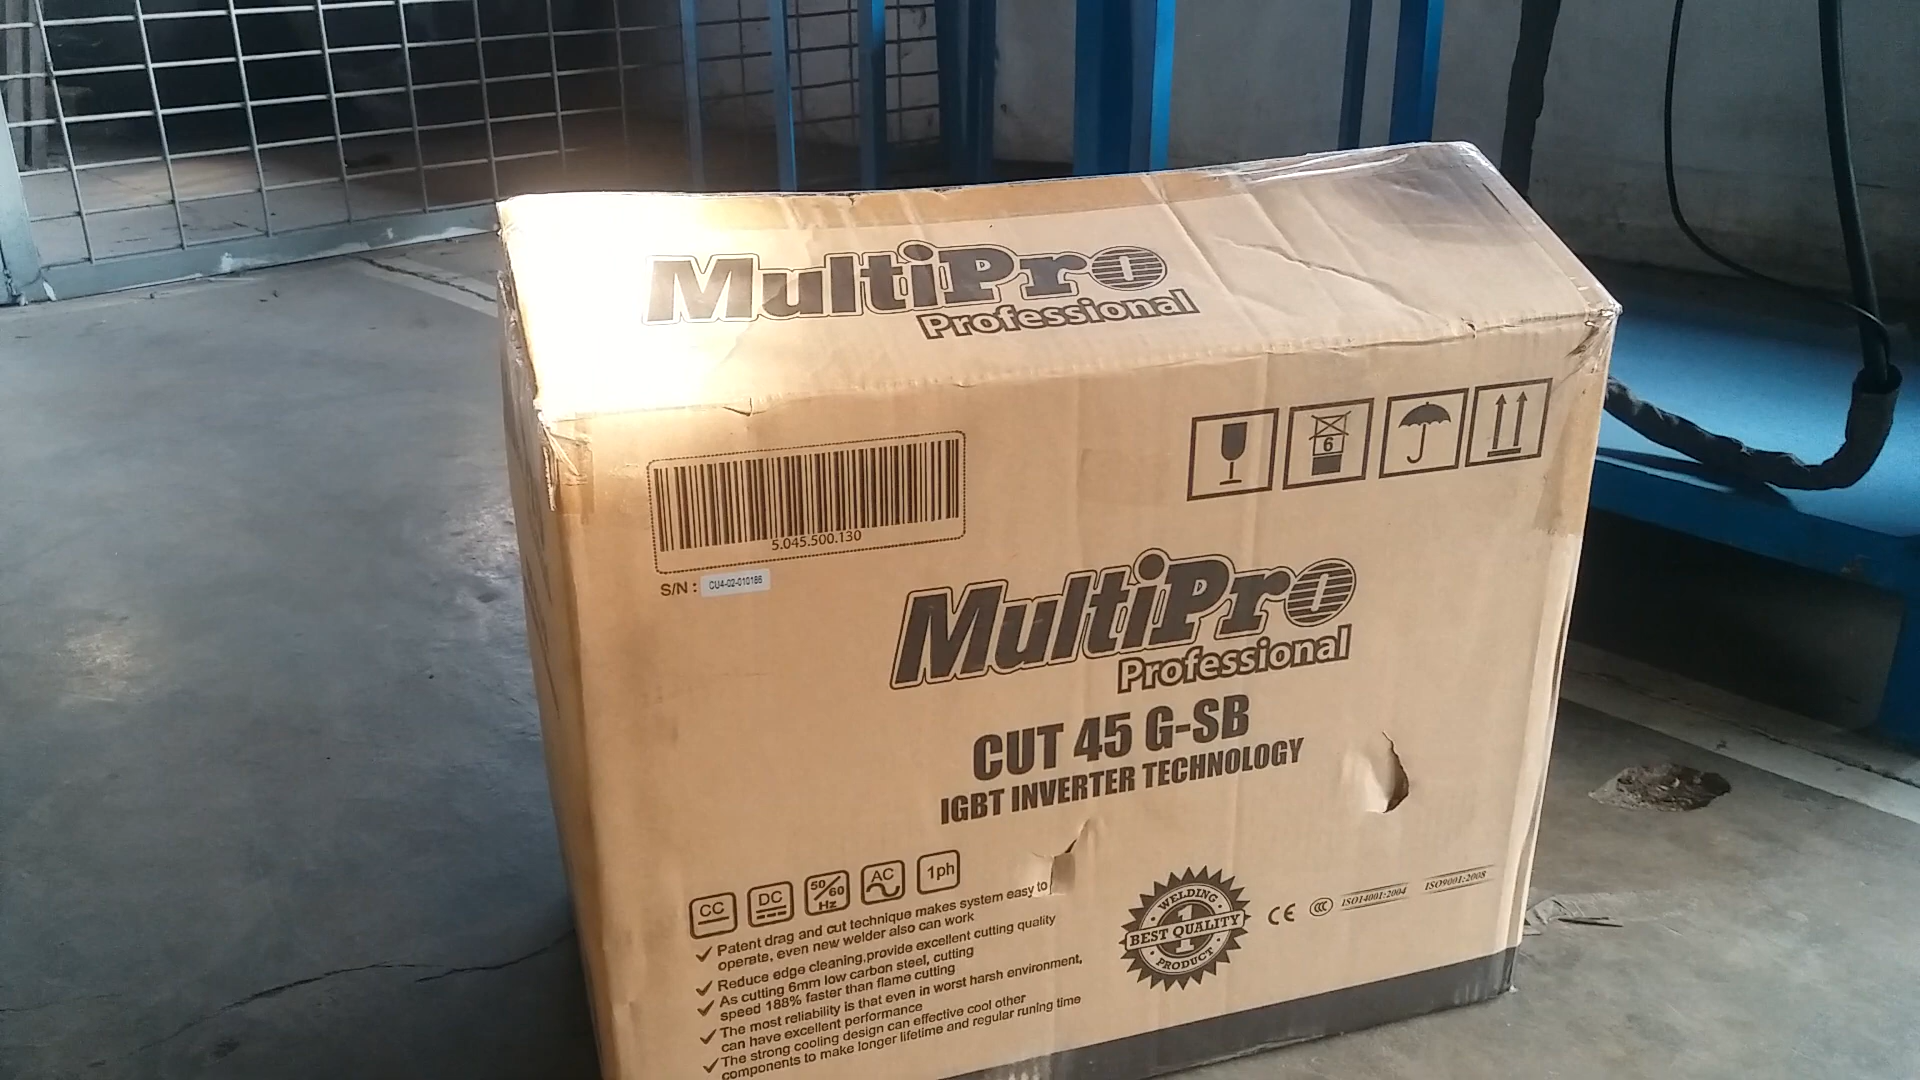 MultiPro
Professional
6
5.045.500.130
S/N : CU4-02-010186
MultiPro
Professional
CUT 45 G-SB
IGBT INVERTER TECHNOLOGY
CC DC 50/60 Hz AC 1ph
Patent drag and cut technique makes system easy to
operate, even new welder also can work
Reduce edge cleaning,provide excellent cutting quality
As cutting 6mm low carbon steel, cutting
speed 188% faster than flame cutting
The most reliability is that even in worst harsh environment,
can have excellent performance
The strong cooling design can effective cool other
components to make longer lifetime and regular runing time
WELDING
1
BEST QUALITY
PRODUCT
CE CCC ISO14001:2004 ISO9001:2008